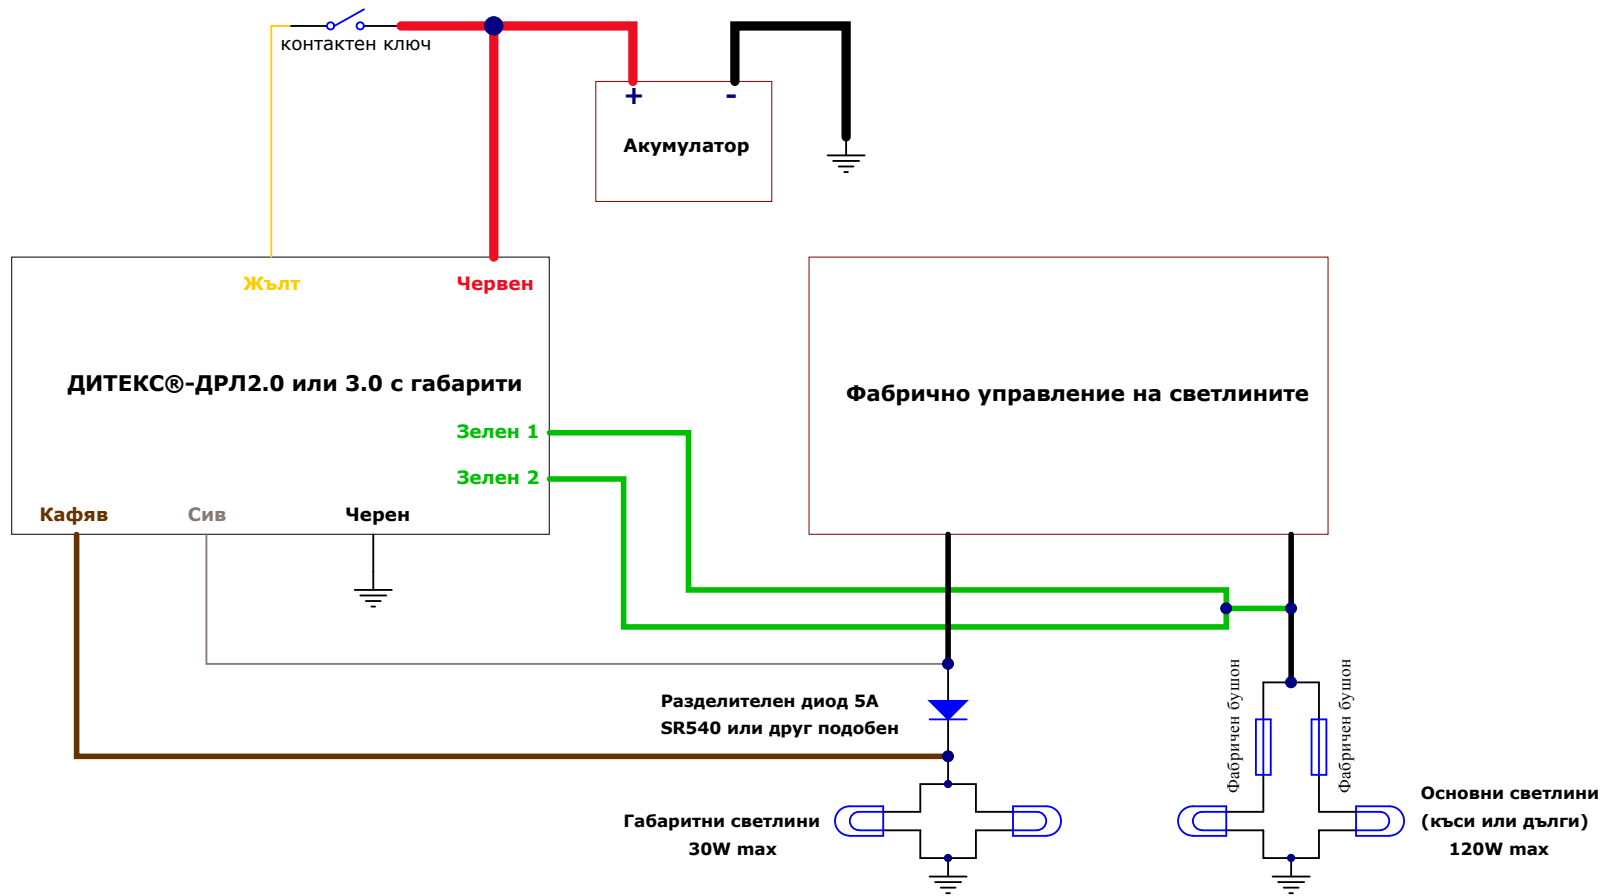 контактен ключ
+
-
Акумулатор
Жълт
Червен
ДИТЕКС®-ДРЛ2.0 или 3.0 с габарити
Фабрично управление на светлините
Зелен 1
Зелен 2
Кафяв
Сив
Черен
Разделителен диод 5A
SR540 или друг подобен
Фабричен бушон
Фабричен бушон
Габаритни светлини
30W max
Основни светлини
(къси или дълги)
120W max